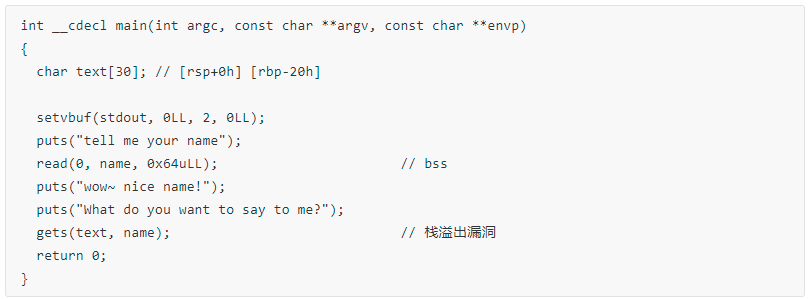 int __cdecl main(int argc, const char **argv, const char **envp)
{
char text[30]; // [rsp+0h] [rbp-20h]
setvbuf(stdout, 0LL, 2, 0LL);
puts("tell me your name");
read(0, name, 0x64uLL); // bss
puts("wow~ nice name!");
puts("What do you want to say to me?");
gets(text, name); // 栈溢出漏洞
return 0;
}